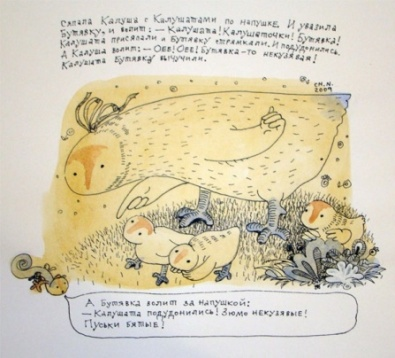 Сяпала Калуша с Калушатами по напушке. И увазила
Бутявку, и волит: — Калушата! Калушаточки! Бутявка!
Калушата присяпали и Бутявку стрямкали. И подудонились.
А Калуша волит: — Оее! Оее! Бутявка-то некузявая!
Калушата Бутявку вычучили.
2009
А Бутявка волит за напушкой:
— Калушата подудонились! Зюмо некузявые!
Пуськи бятые!